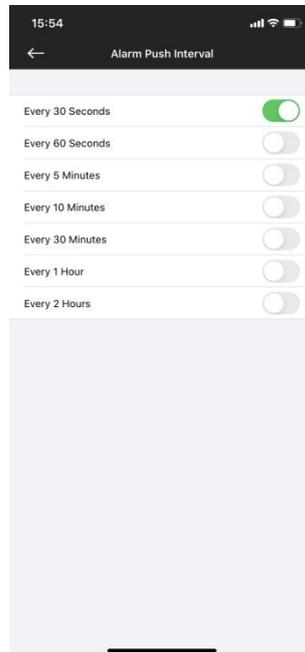 15:54
Alarm Push Interval
Every 30 Seconds
Every 60 Seconds
Every 5 Minutes
Every 10 Minutes
Every 30 Minutes
Every 1 Hour
Every 2 Hours